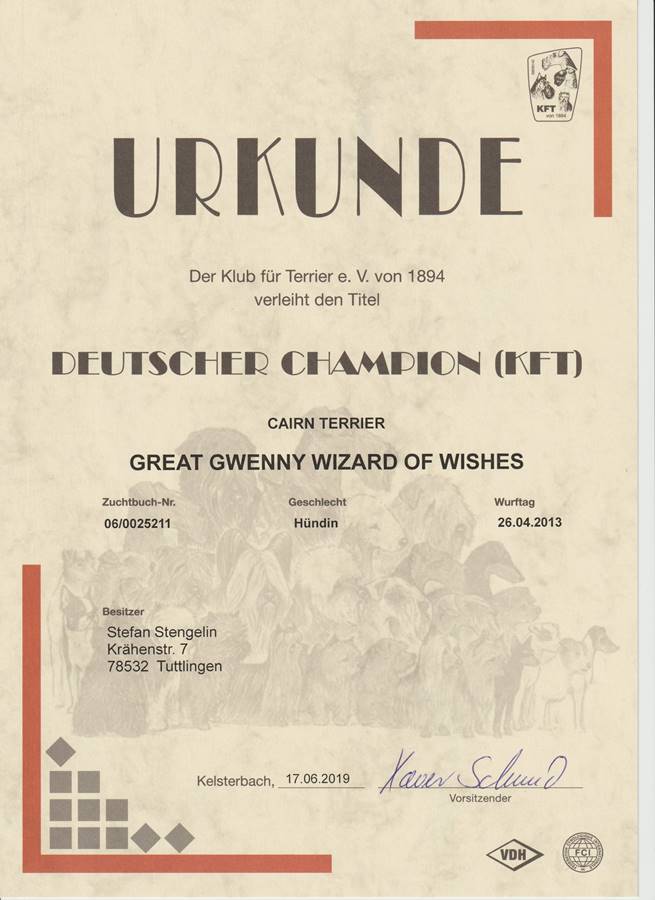 KFT
von 1894
URKUNDE
Der Klub für Terrier e. V. von 1894
verleiht den Titel
DEUTSCHER CHAMPION (KFT)
CAIRN TERRIER
GREAT GWENNY WIZARD OF WISHES
Zuchtbuch-Nr. Geschlecht Wurftag
06/0025211 Hündin 26.04.2013
Besitzer
Stefan Stengelin
Krähenstr. 7
78532 Tuttlingen
Kelsterbach, 17.06.2019 Xaver Schmid
Vorsitzender
VDH FCI